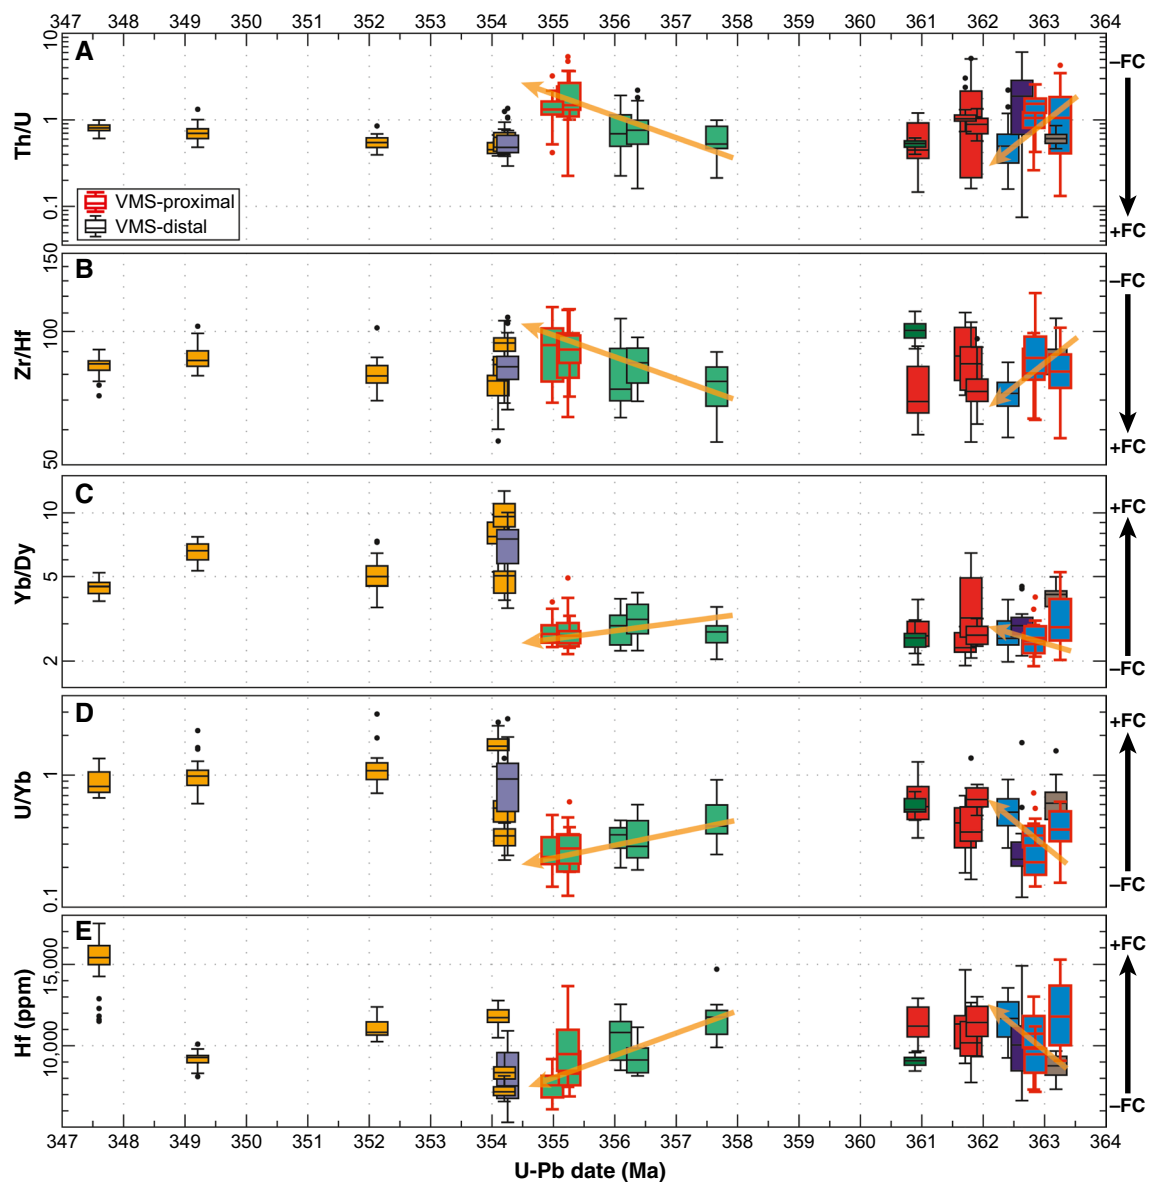 347 348 349 350 351 352 353 354 355 356 357 358 359 360 361 362 363 364
A
Th/U
10
1
0.1
–FC
+FC
VMS-proximal
VMS-distal
B
Zr/Hf
150
100
50
–FC
+FC
C
Yb/Dy
10
5
2
+FC
–FC
D
U/Yb
1
0.1
+FC
–FC
E
Hf (ppm)
15,000
10,000
+FC
–FC
347 348 349 350 351 352 353 354 355 356 357 358 359 360 361 362 363 364
U-Pb date (Ma)